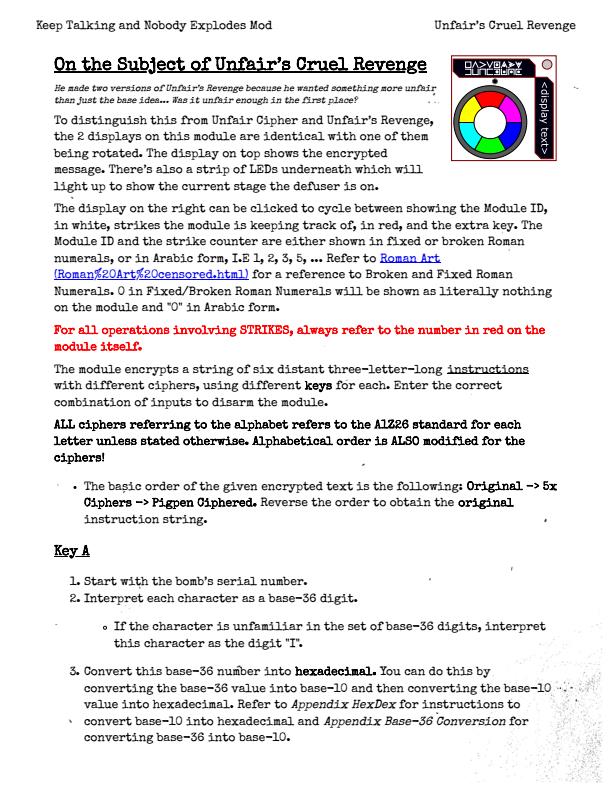 Keep Talking and Nobody Explodes Mod
Unfair's Cruel Revenge
On the Subject of Unfair's Cruel Revenge
He made two versions of Unfair's Revenge because he wanted something more unfair
than just the base idea... Was it unfair enough in the first place?
<display text>
To distinguish this from Unfair Cipher and Unfair's Revenge,
the 2 displays on this module are identical with one of them
being rotated. The display on top shows the encrypted
message. There's also a strip of LEDs underneath which will
light up to show the current stage the defuser is on.
The display on the right can be clicked to cycle between showing the Module ID,
in white, strikes the module is keeping track of, in red, and the extra key. The
Module ID and the strike counter are either shown in fixed or broken Roman
numerals, or in Arabic form, I.E 1, 2, 3, 5, ... Refer to Roman Art
(Roman%20Art%20censored.html) for a reference to Broken and Fixed Roman
Numerals. 0 in Fixed/Broken Roman Numerals will be shown as literally nothing
on the module and "0" in Arabic form.
For all operations involving STRIKES, always refer to the number in red on the
module itself.
The module encrypts a string of six distant three-letter-long instructions
with different ciphers, using different keys for each. Enter the correct
combination of inputs to disarm the module.
ALL ciphers referring to the alphabet refers to the A1Z26 standard for each
letter unless stated otherwise. Alphabetical order is ALSO modified for the
ciphers!
• The basic order of the given encrypted text is the following: Original -> 5x
Ciphers -> Pigpen Ciphered. Reverse the order to obtain the original
instruction string.
Key A
1. Start with the bomb's serial number.
2. Interpret each character as a base-36 digit.
◦ If the character is unfamiliar in the set of base-36 digits, interpret
this character as the digit "I".
3. Convert this base-36 number into hexadecimal. You can do this by
converting the base-36 value into base-10 and then converting the base-10
value into hexadecimal. Refer to Appendix HexDex for instructions to
convert base-10 into hexadecimal and Appendix Base-36 Conversion for
converting base-36 into base-10.